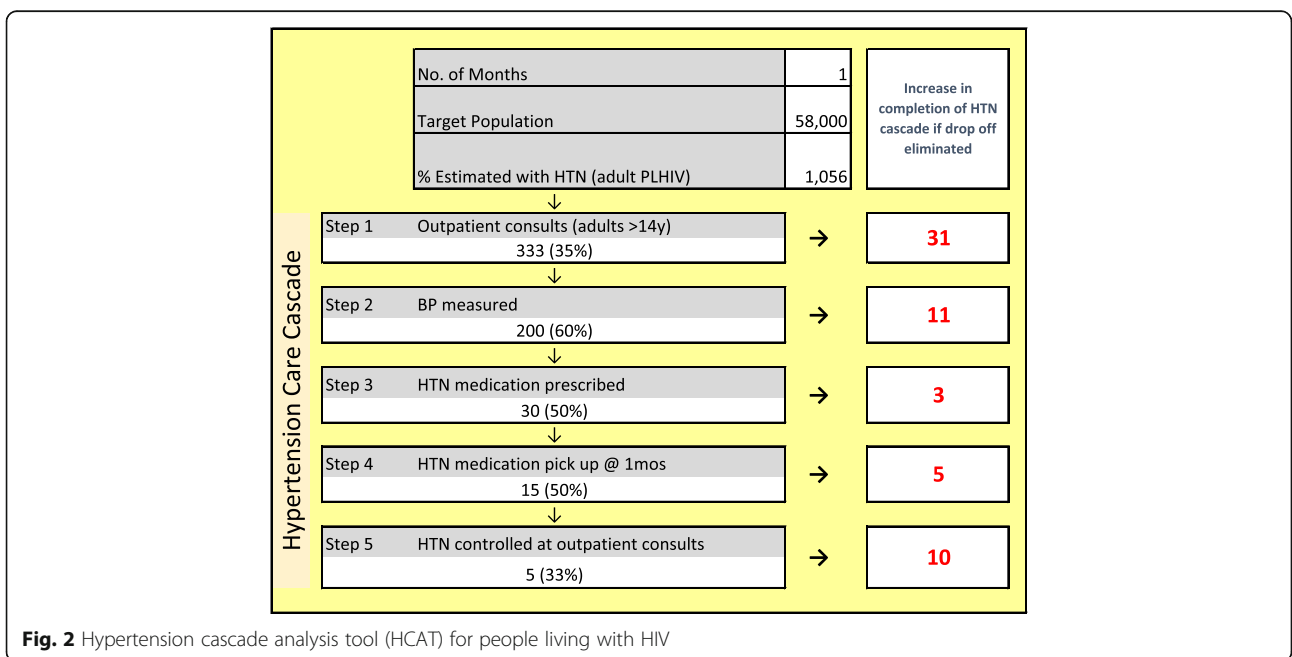 No. of Months 1
Target Population 58,000
% Estimated with HTN (adult PLHIV) 1,056
Increase in
completion of HTN
cascade if drop off
eliminated
↓
Hypertension Care Cascade
Step 1 Outpatient consults (adults >14y)
333 (35%)
→ 31
↓
Step 2 BP measured
200 (60%)
→ 11
↓
Step 3 HTN medication prescribed
30 (50%)
→ 3
↓
Step 4 HTN medication pick up @ 1mos
15 (50%)
→ 5
↓
Step 5 HTN controlled at outpatient consults
5 (33%)
→ 10
Fig. 2 Hypertension cascade analysis tool (HCAT) for people living with HIV